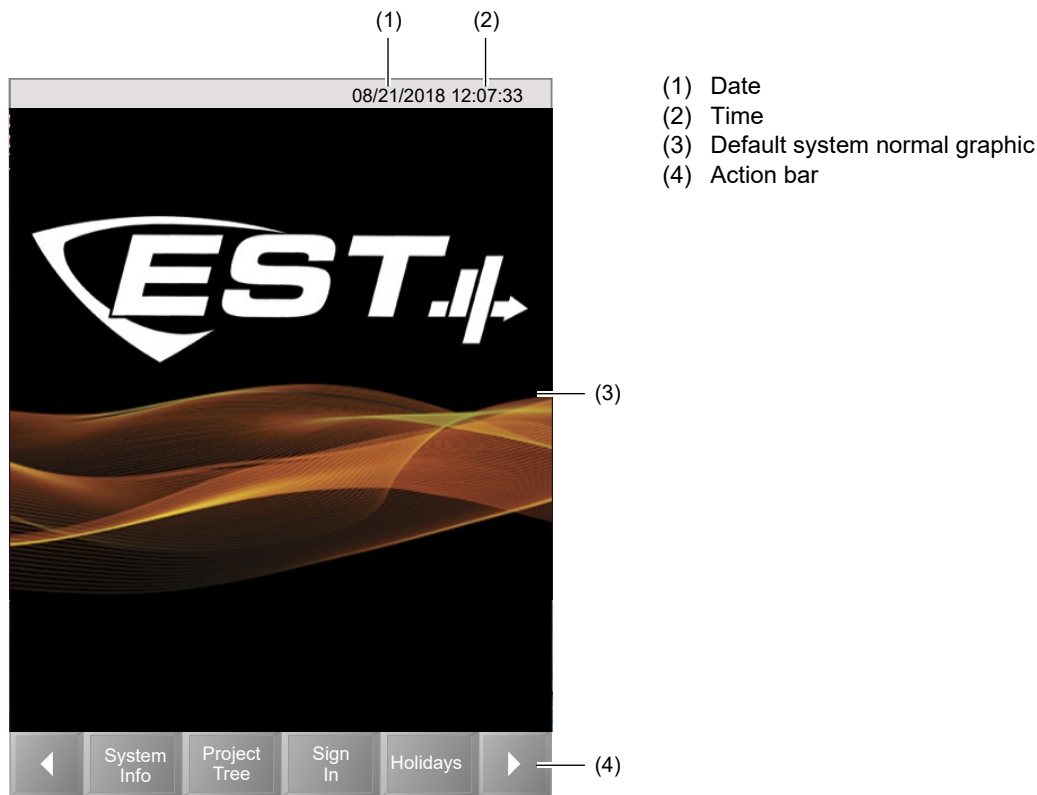 (1) (2)
08/21/2018 12:07:33
(1) Date
(2) Time
(3) Default system normal graphic
(4) Action bar
EST.4
(3)
System Info
Project Tree
Sign In
Holidays
(4)